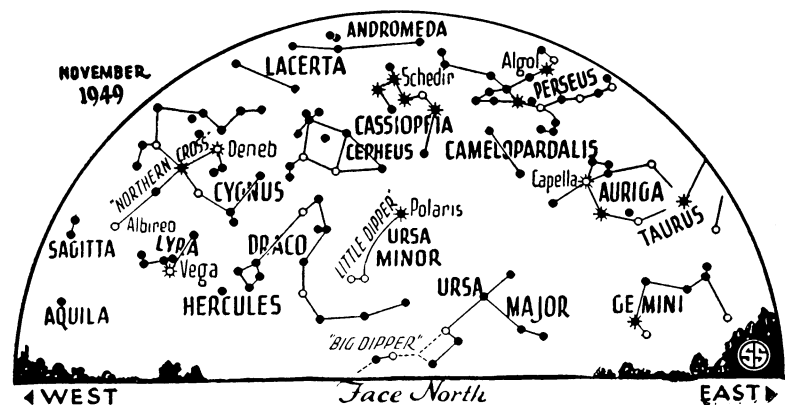 ANDROMEDA
LACERTA
Algol
NOVEMBER
1949
Schedir
PERSEUS
CASSIOPEIA
"NORTHERN CROSS"
Deneb
CEPHEUS
CAMELOPARDALIS
Capella
CYGNUS
AURIGA
Albireo
"LITTLE DIPPER"
Polaris
TAURUS
SAGITTA
LYRA
DRACO
URSA
MINOR
Vega
URSA
MAJOR
GEMINI
HERCULES
AQUILA
"BIG DIPPER"
SS
WEST
Face North
EAST